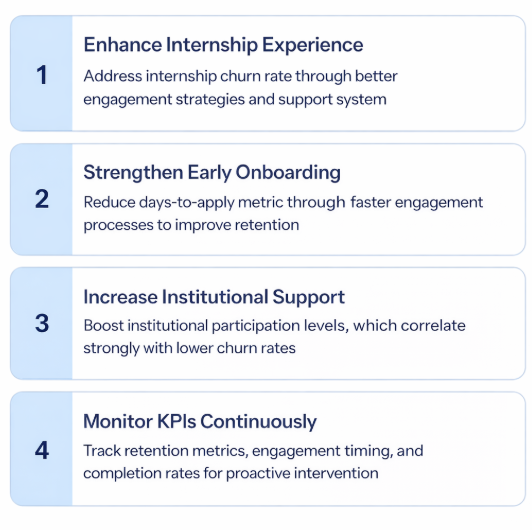 1
Enhance Internship Experience
Address internship churn rate through better
engagement strategies and support system
2
Strengthen Early Onboarding
Reduce days-to-apply metric through faster engagement
processes to improve retention
3
Increase Institutional Support
Boost institutional participation levels, which correlate
strongly with lower churn rates
4
Monitor KPIs Continuously
Track retention metrics, engagement timing, and
completion rates for proactive intervention